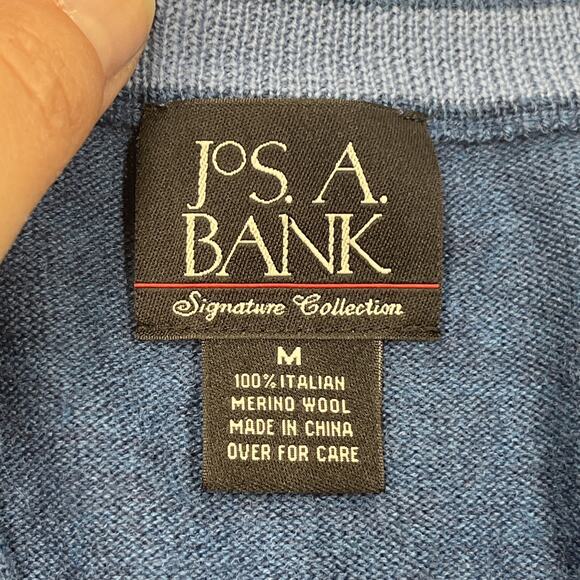 JoS. A.
BANK
Signature Collection
M
100% ITALIAN
MERINO WOOL
MADE IN CHINA
OVER FOR CARE